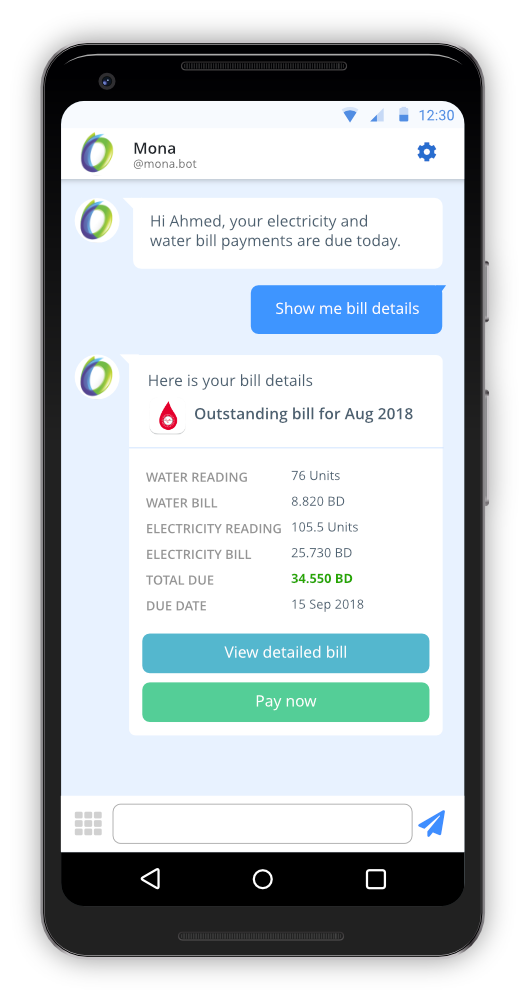 12:30
Mona
@mona.bot
Hi Ahmed, your electricity and
water bill payments are due today.
Show me bill details
Here is your bill details
Outstanding bill for Aug 2018
WATER READING 76 Units
WATER BILL 8.820 BD
ELECTRICITY READING 105.5 Units
ELECTRICITY BILL 25.730 BD
TOTAL DUE 34.550 BD
DUE DATE 15 Sep 2018
View detailed bill
Pay now